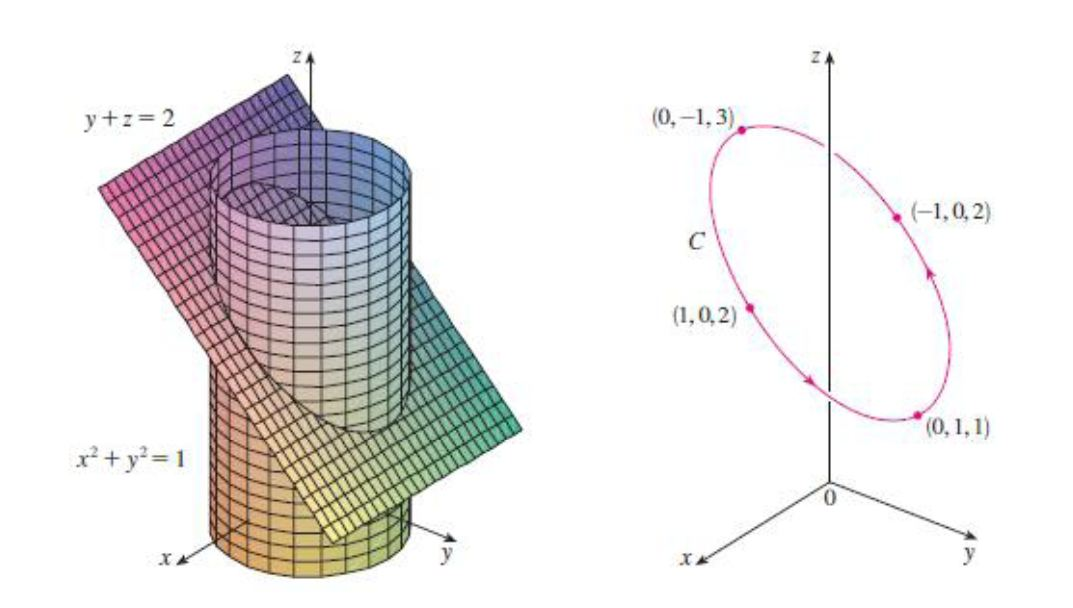 z
y + z = 2
x² + y² = 1
x
y
z
(0, −1, 3)
(−1, 0, 2)
C
(1, 0, 2)
(0, 1, 1)
0
x
y